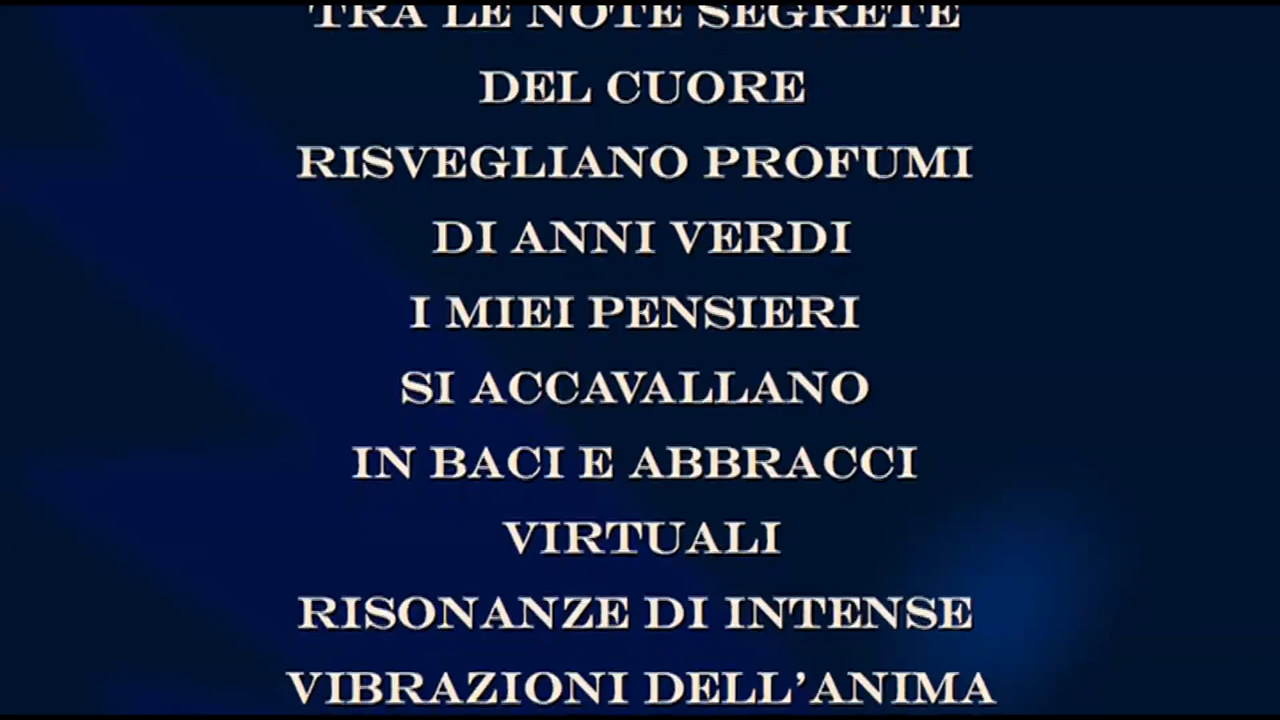 TRA LE NOTE SEGRETE
DEL CUORE
RISVEGLIANO PROFUMI
DI ANNI VERDI
I MIEI PENSIERI
SI ACCAVALLANO
IN BACI E ABBRACCI
VIRTUALI
RISONANZE DI INTENSE
VIBRAZIONI DELL'ANIMA